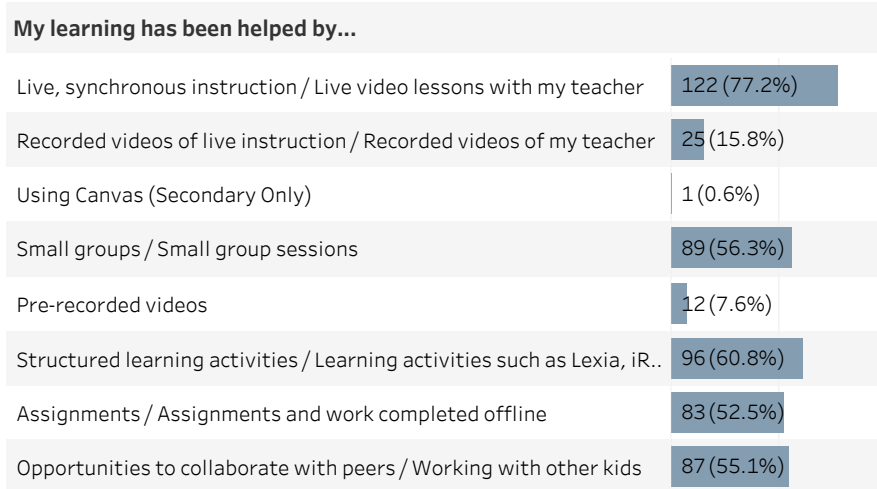 My learning has been helped by...
Live, synchronous instruction / Live video lessons with my teacher 122 (77.2%)
Recorded videos of live instruction / Recorded videos of my teacher 25 (15.8%)
Using Canvas (Secondary Only) 1 (0.6%)
Small groups / Small group sessions 89 (56.3%)
Pre-recorded videos 12 (7.6%)
Structured learning activities / Learning activities such as Lexia, iR.. 96 (60.8%)
Assignments / Assignments and work completed offline 83 (52.5%)
Opportunities to collaborate with peers / Working with other kids 87 (55.1%)